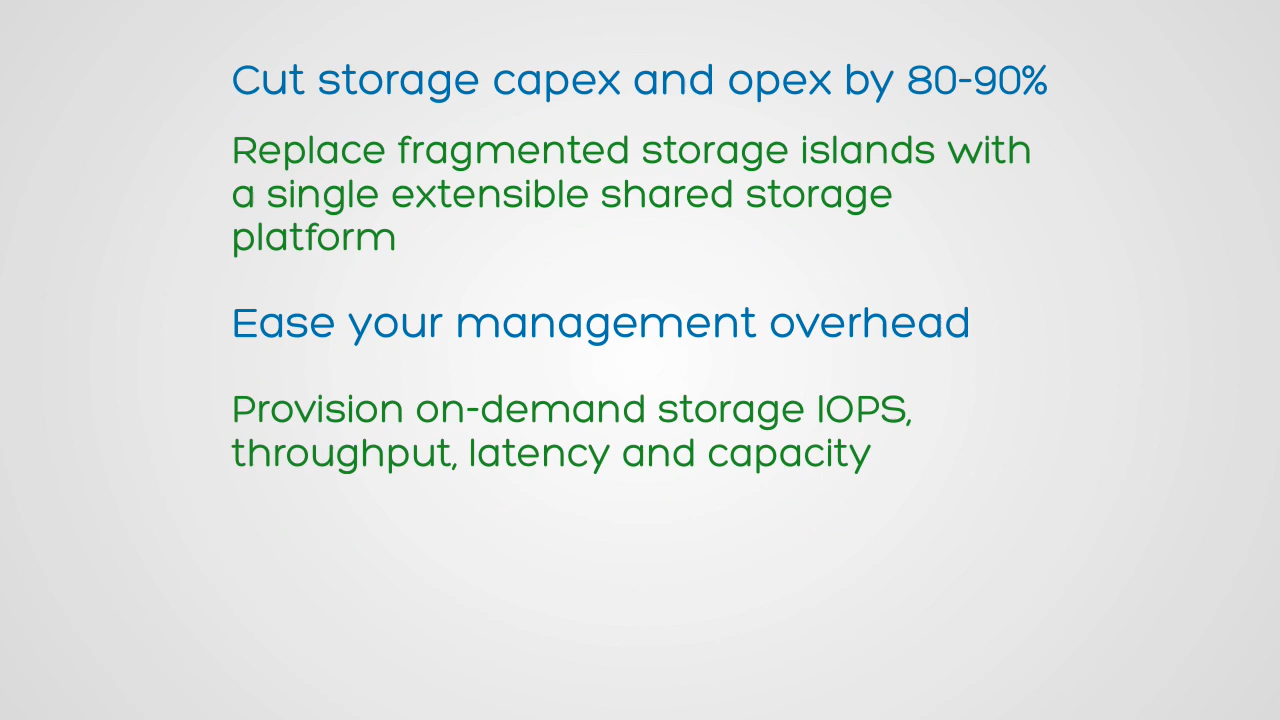 Cut storage capex and opex by 80-90%
Replace fragmented storage islands with
a single extensible shared storage
platform
Ease your management overhead
Provision on-demand storage IOPS,
throughput, latency and capacity